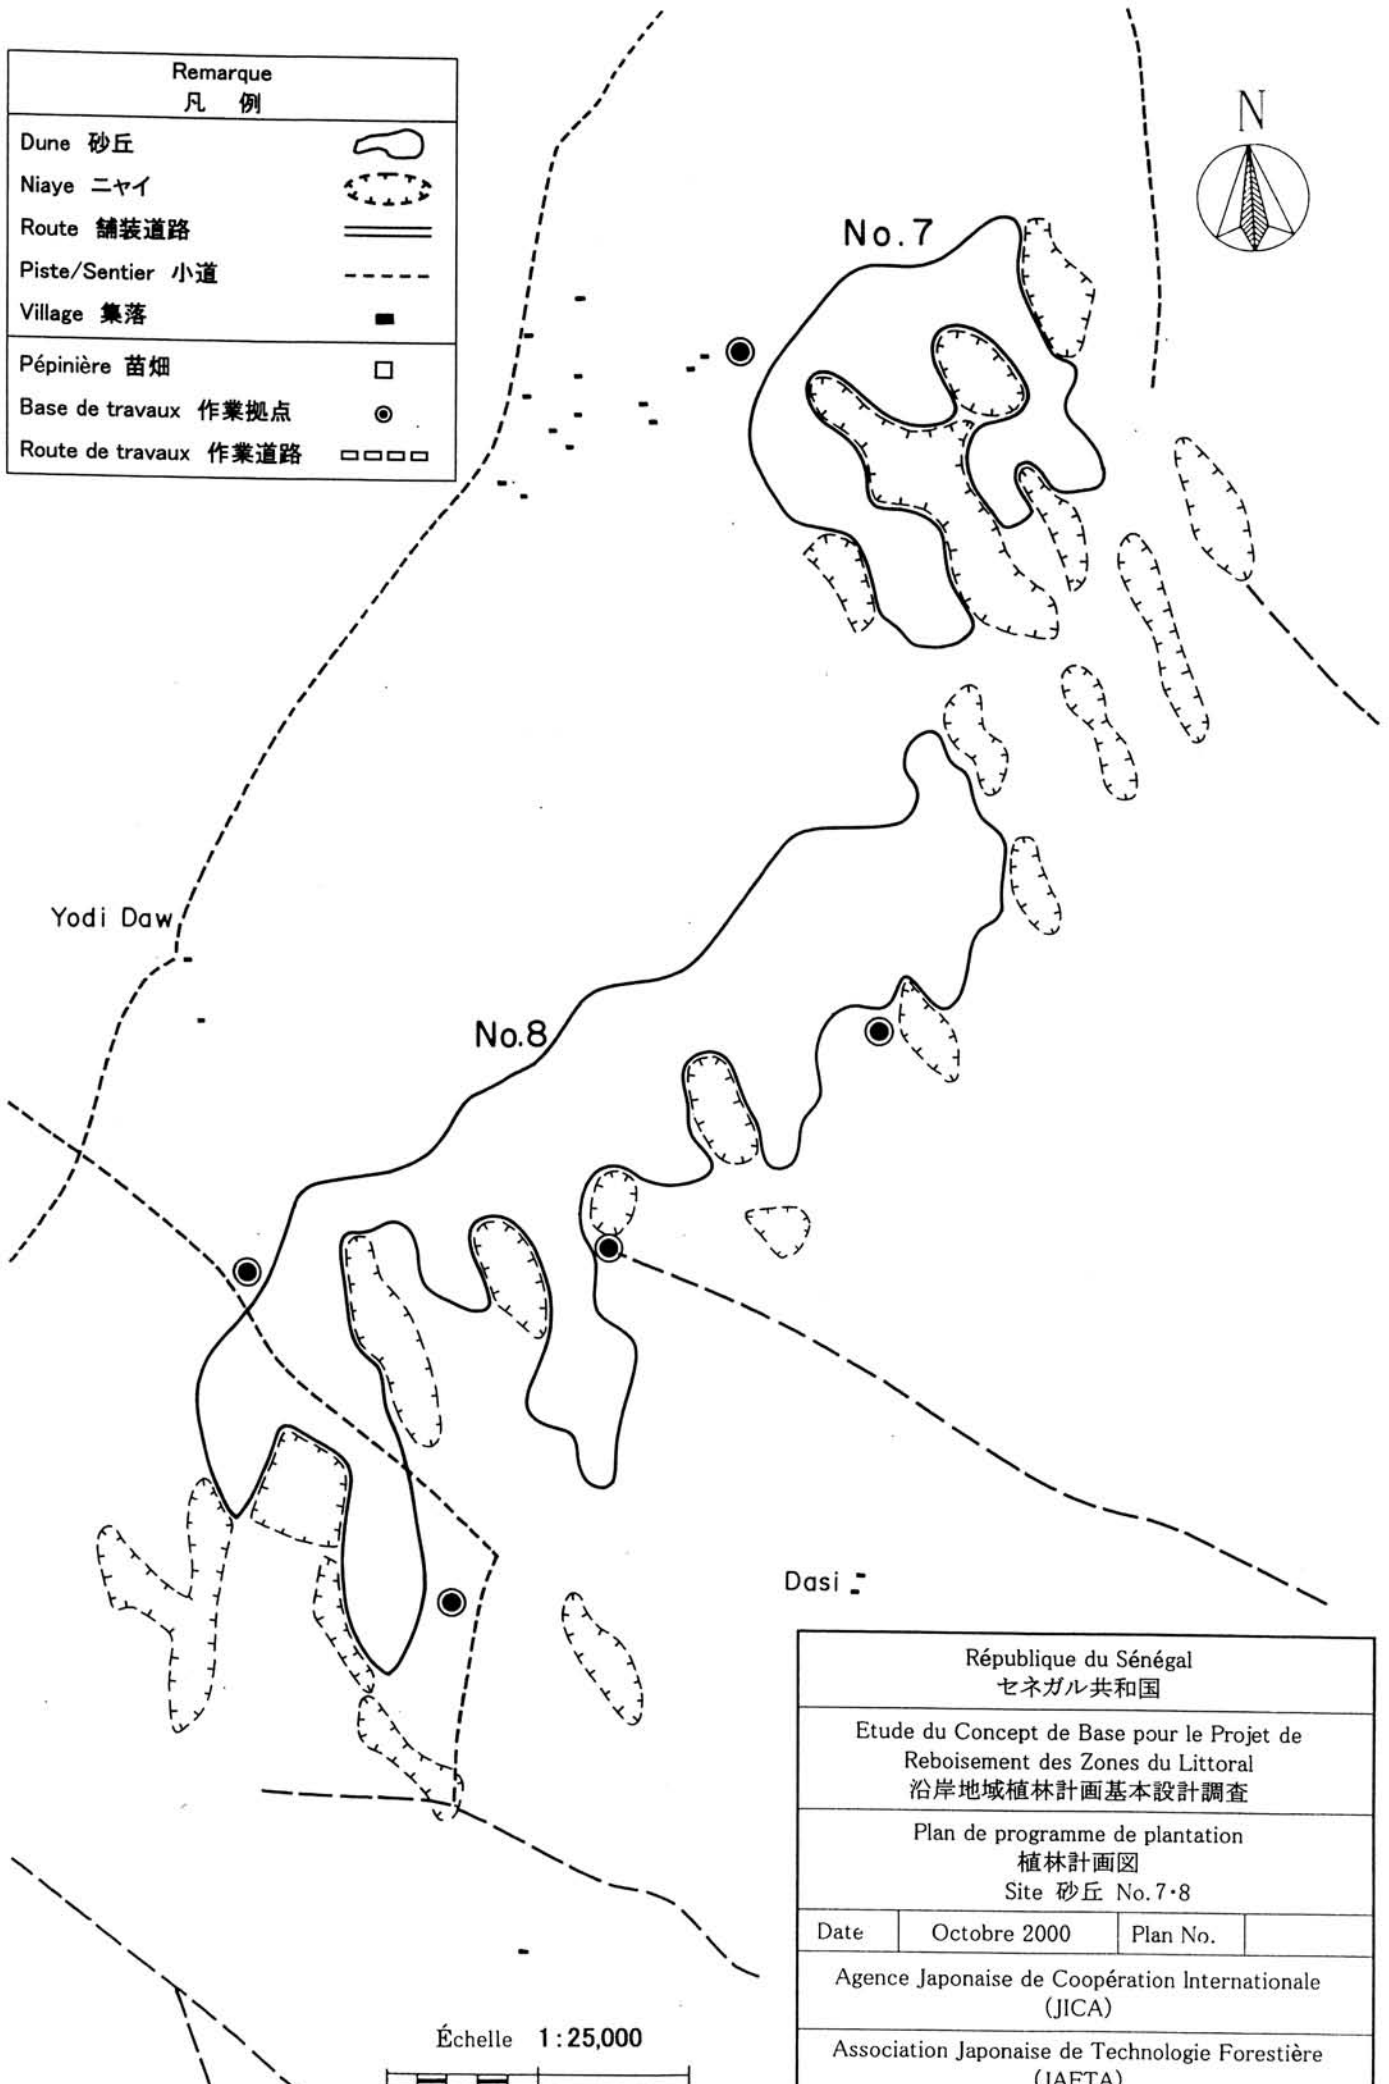 Remarque
凡 例
Dune 砂丘
Niaye ニャイ
Route 舗装道路
Piste/Sentier 小道
Village 集落
Pépinière 苗畑
Base de travaux 作業拠点
Route de travaux 作業道路
N
No.7
Yodi Daw
No.8
Dasi
République du Sénégal
セネガル共和国
Etude du Concept de Base pour le Projet de
Reboisement des Zones du Littoral
沿岸地域植林計画基本設計調査
Plan de programme de plantation
植林計画図
Site 砂丘 No.7・8
Date Octobre 2000 Plan No.
Agence Japonaise de Coopération Internationale
(JICA)
Association Japonaise de Technologie Forestière
(JAFTA)
Échelle 1:25,000